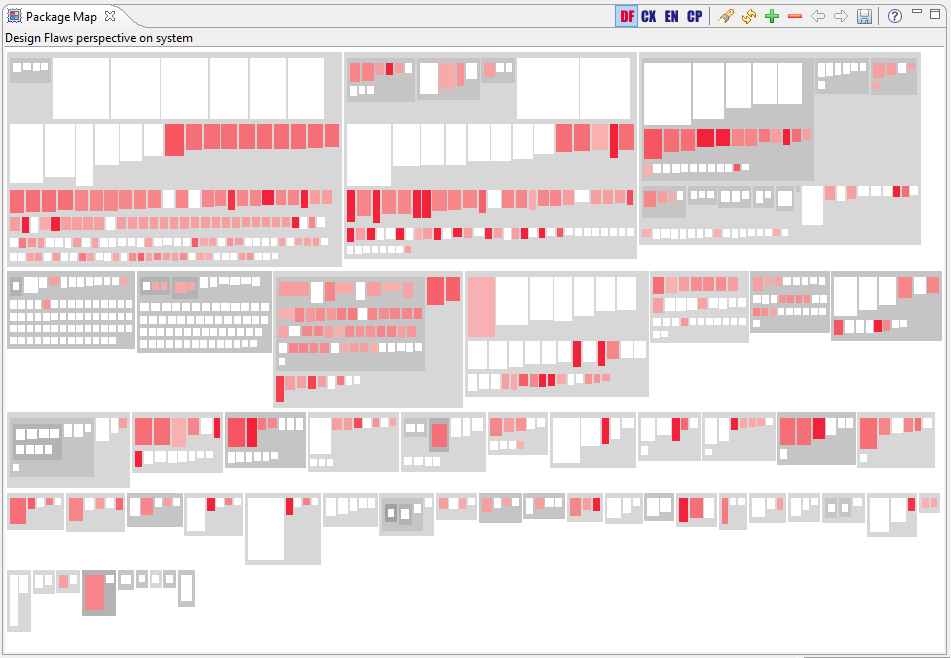 Package Map
DF CX EN CP
Design Flaws perspective on system